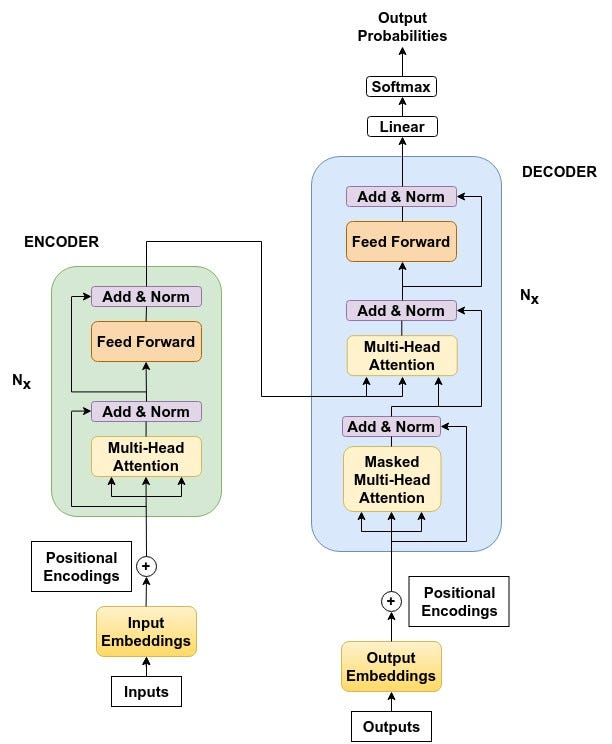 Output
Probabilities
Softmax
Linear
DECODER
Add & Norm
Feed Forward
Add & Norm
Nx
Multi-Head
Attention
Add & Norm
Masked
Multi-Head
Attention
ENCODER
Add & Norm
Feed Forward
Nx
Add & Norm
Multi-Head
Attention
Positional
Encodings
+
Input
Embeddings
Inputs
+
Positional
Encodings
Output
Embeddings
Outputs